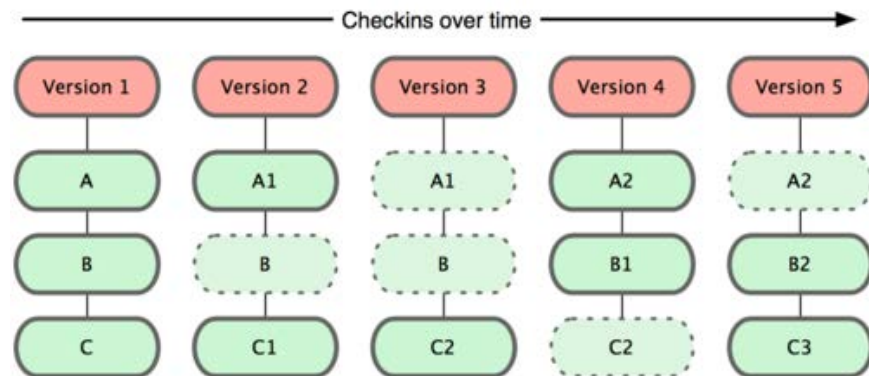 Checkins over time
Version 1 Version 2 Version 3 Version 4 Version 5
A A1 A1 A2 A2
B B B B1 B2
C C1 C2 C2 C3